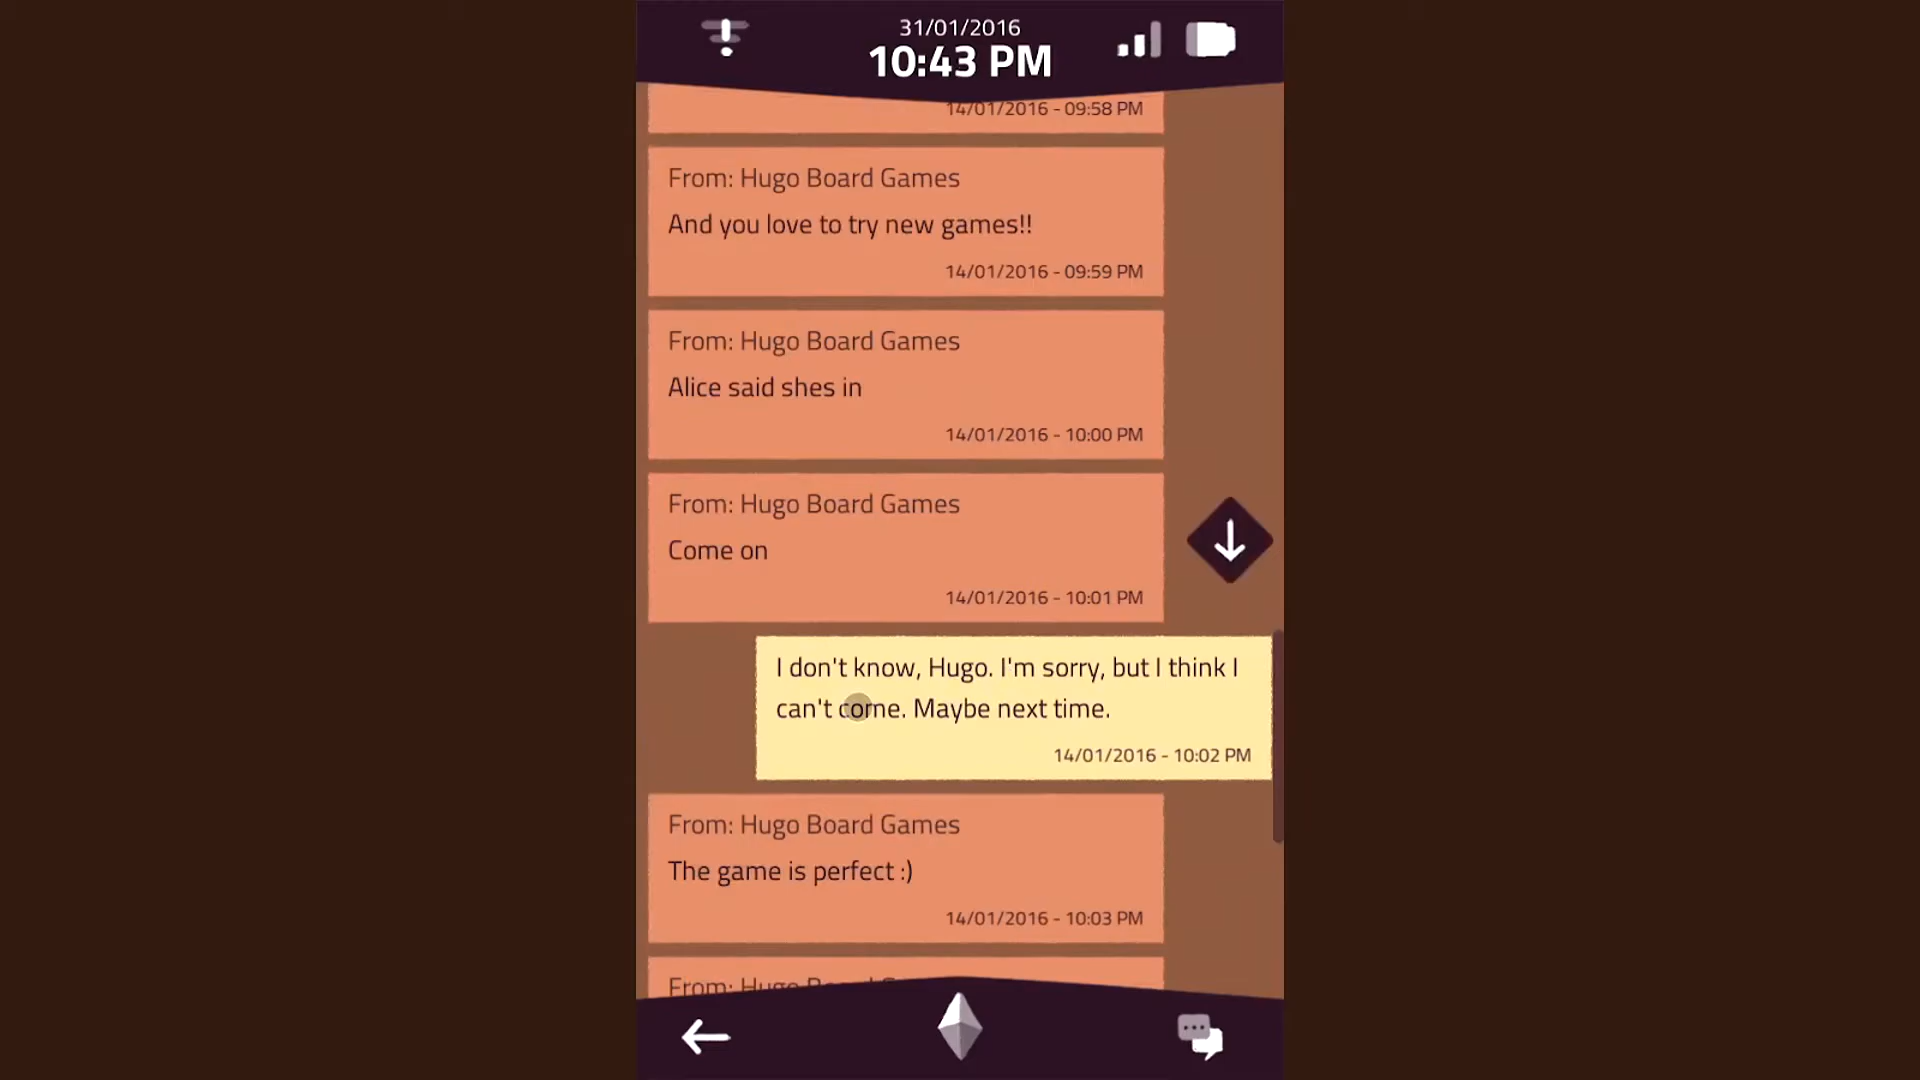 31/01/2016
10:43 PM
14/01/2016 - 09:58 PM
From: Hugo Board Games
And you love to try new games!!
14/01/2016 - 09:59 PM
From: Hugo Board Games
Alice said shes in
14/01/2016 - 10:00 PM
From: Hugo Board Games
Come on
14/01/2016 - 10:01 PM
I don't know, Hugo. I'm sorry, but I think I
can't come. Maybe next time.
14/01/2016 - 10:02 PM
From: Hugo Board Games
The game is perfect :)
14/01/2016 - 10:03 PM
From: Hugo